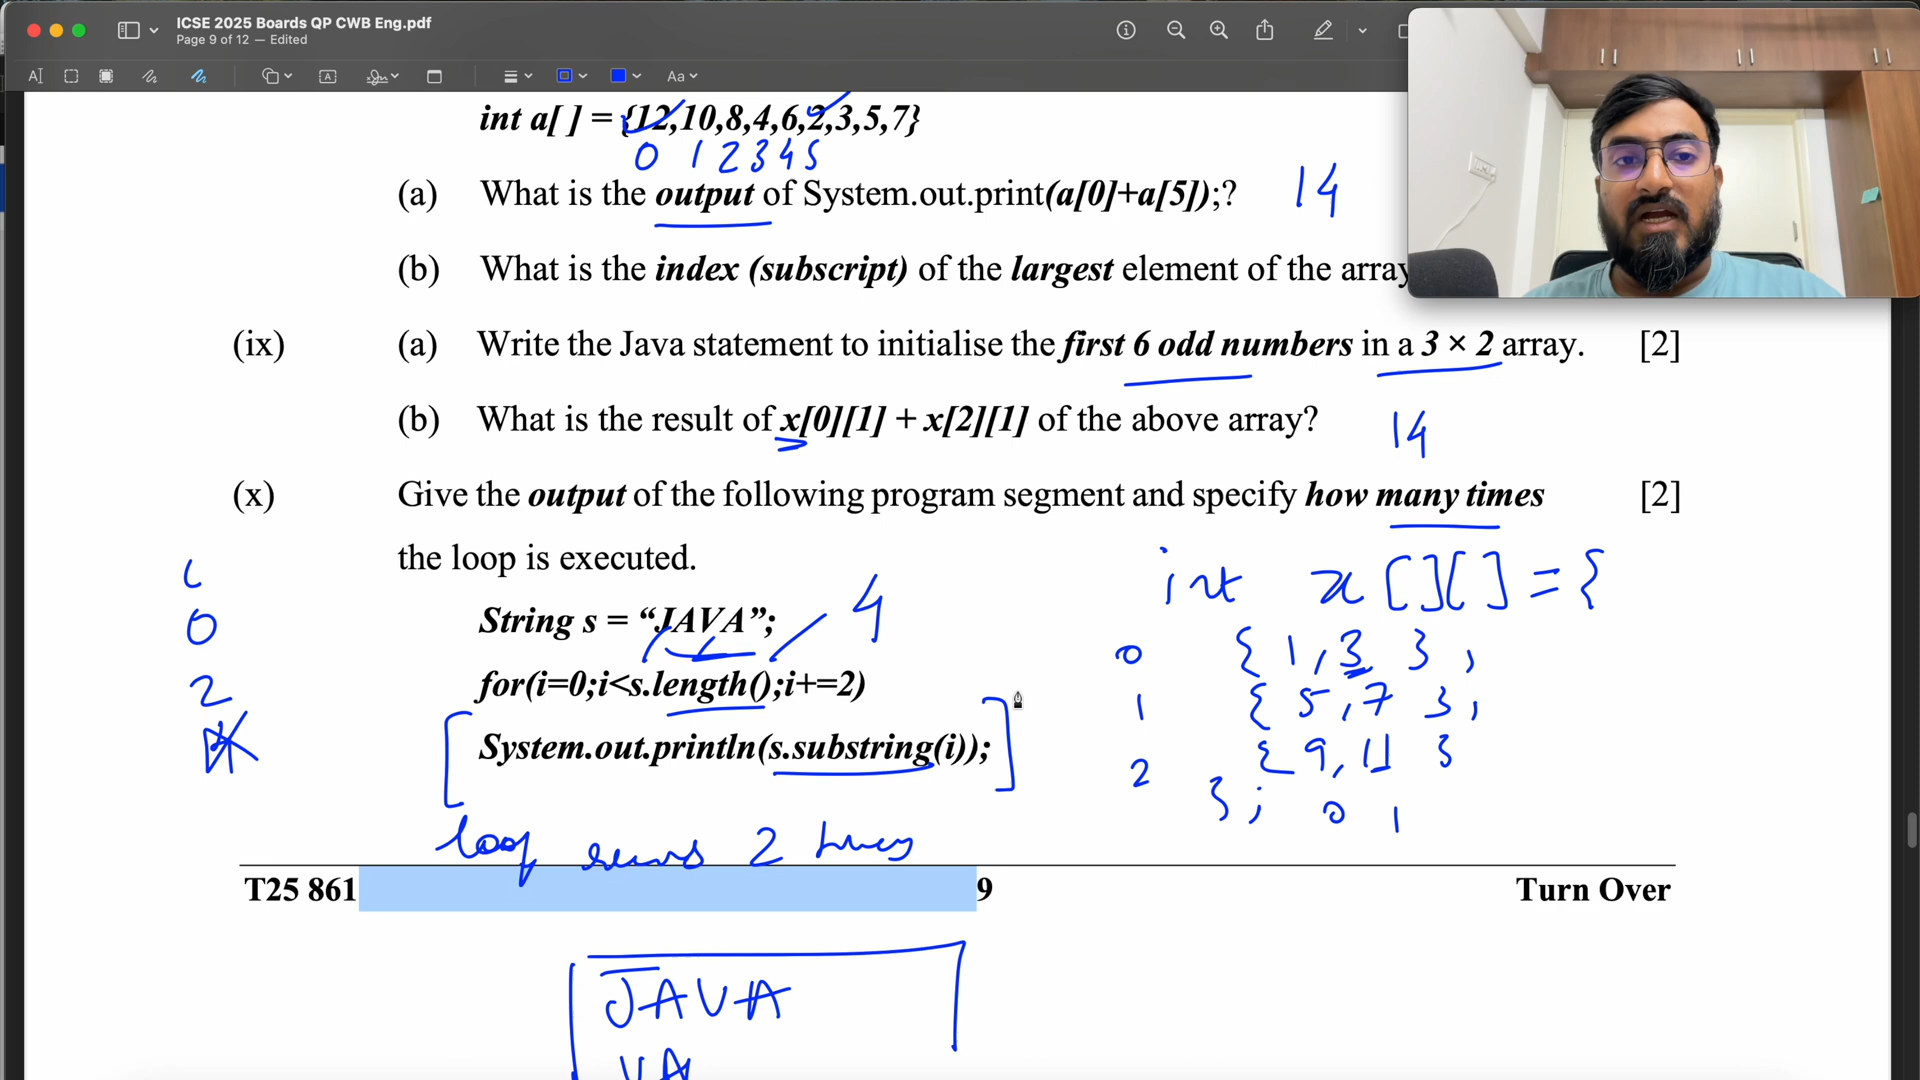 ICSE 2025 Boards QP CWB Eng.pdf
Page 9 of 12 — Edited
Aa
int a[ ] = {12,10,8,4,6,2,3,5,7}
0 1 2 3 4 5
(a) What is the output of System.out.print(a[0]+a[5]);? 14
(b) What is the index (subscript) of the largest element of the array
(ix) (a) Write the Java statement to initialise the first 6 odd numbers in a 3 × 2 array. [2]
(b) What is the result of x[0][1] + x[2][1] of the above array? 14
(x) Give the output of the following program segment and specify how many times [2]
the loop is executed.
i
0
2
String s = “JAVA”; 4
for(i=0;i<s.length();i+=2)
System.out.println(s.substring(i));
loop runs 2 times
int x [][] = {
0 { 1, 3 },
1 { 5, 7 },
2 { 9, 11 }
}; 0 1
T25 861 9 Turn Over
JAVA
VA